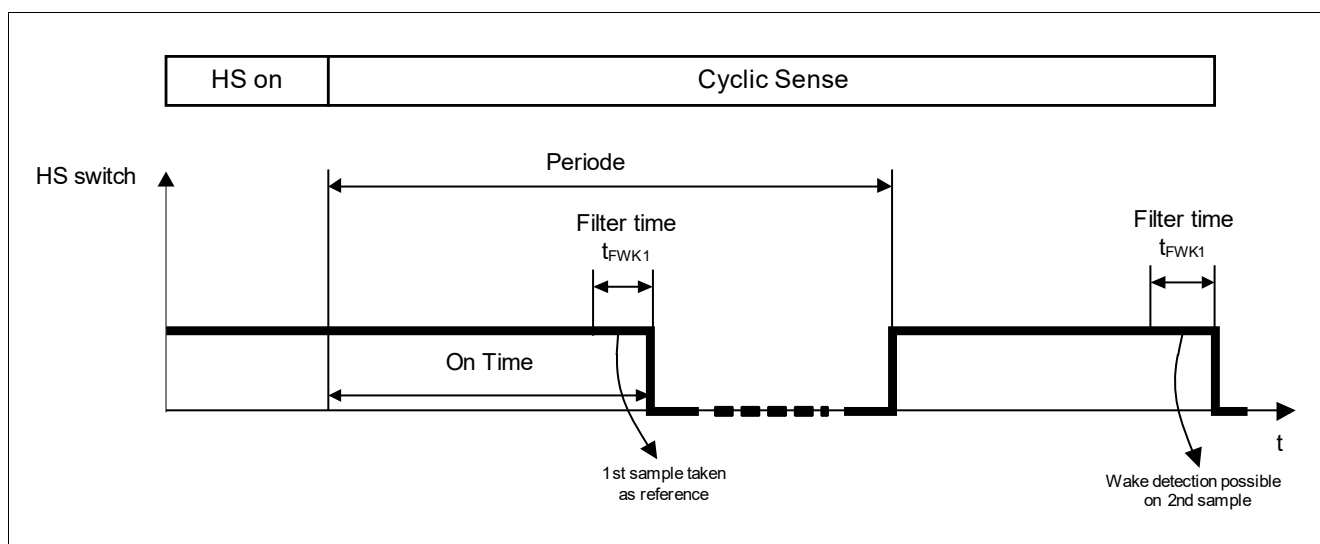 HS on
Cyclic Sense
HS switch
Periode
Filter time
tFWK1
Filter time
tFWK1
On Time
t
1st sample taken
as reference
Wake detection possible
on 2nd sample